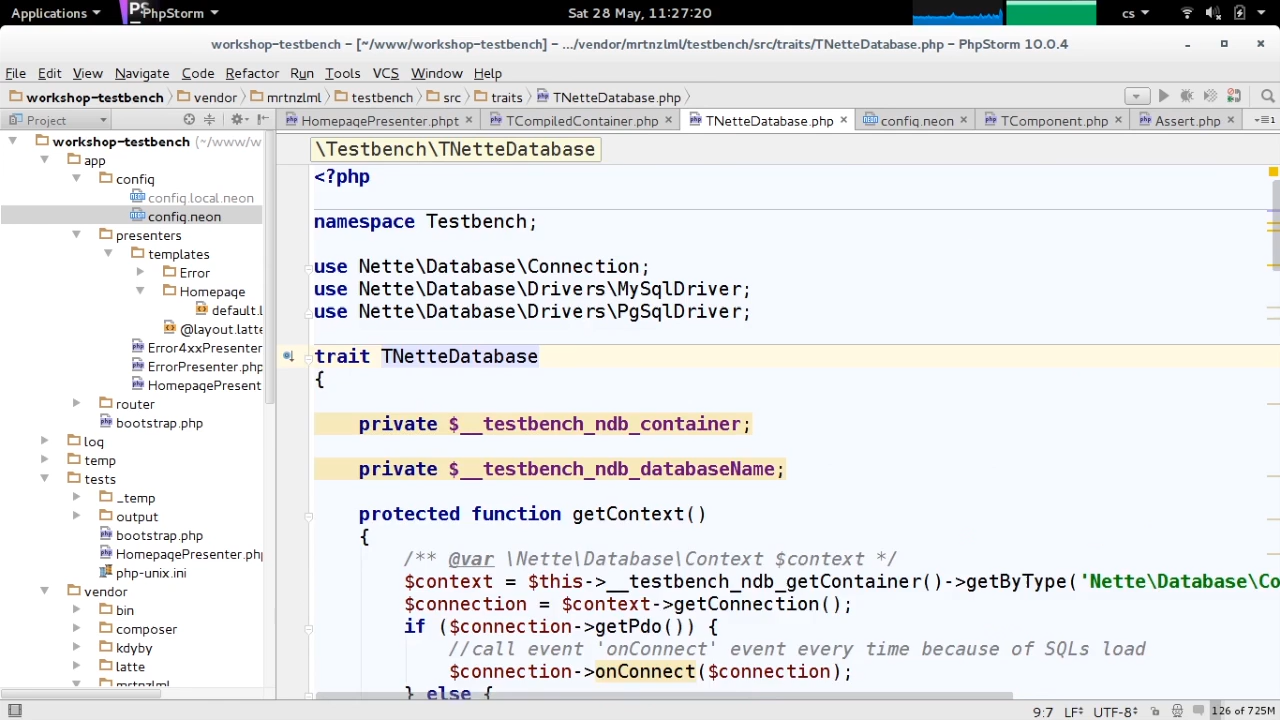 Applications PhpStorm Sat 28 May, 11:27:20 cs
workshop-testbench - [~/www/workshop-testbench] - .../vendor/mrtnzlml/testbench/src/traits/TNetteDatabase.php - PhpStorm 10.0.4
File Edit View Navigate Code Refactor Run Tools VCS Window Help
workshop-testbench vendor mrtnzlml testbench src traits TNetteDatabase.php
Project HomepagePresenter.phpt TCompiledContainer.php TNetteDatabase.php config.neon TComponent.php Assert.php
workshop-testbench (~/www/w
app
config
config.local.neon
config.neon
presenters
templates
Error
Homepage
default.l
@layout.latte
Error4xxPresenter
ErrorPresenter.php
HomepagePresent
router
bootstrap.php
log
temp
tests
_temp
output
bootstrap.php
HomepagePresenter.php
php-unix.ini
vendor
bin
composer
kdyby
latte
mrtnzlml
\Testbench\TNetteDatabase
<?php
namespace Testbench;
use Nette\Database\Connection;
use Nette\Database\Drivers\MySqlDriver;
use Nette\Database\Drivers\PgSqlDriver;
trait TNetteDatabase
{
private $__testbench_ndb_container;
private $__testbench_ndb_databaseName;
protected function getContext()
{
/** @var \Nette\Database\Context $context */
$context = $this->__testbench_ndb_getContainer()->getByType('Nette\Database\Co
$connection = $context->getConnection();
if ($connection->getPdo()) {
//call event 'onConnect' event every time because of SQLs load
$connection->onConnect($connection);
} else {
9:7 LF UTF-8 126 of 725M